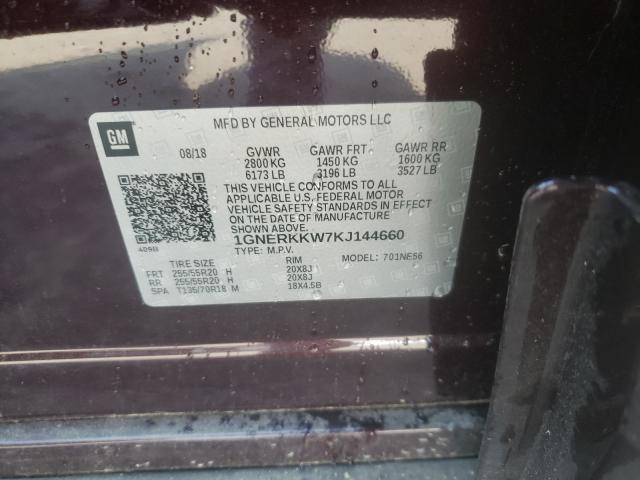 GM
MFD BY GENERAL MOTORS LLC
08/18 GVWR GAWR FRT GAWR RR
2800 KG 1450 KG 1600 KG
6173 LB 3196 LB 3527 LB
THIS VEHICLE CONFORMS TO ALL
APPLICABLE U.S. FEDERAL MOTOR
VEHICLE SAFETY STANDARDS IN EFFECT
ON THE DATE OF MANUFACTURE
SHOWN ABOVE.
1GNERKKW7KJ144660
409B TYPE: M.P.V. MODEL: 701NE56
TIRE SIZE RIM
FRT 255/55R20 H 20X8J
RR 255/55R20 H 20X8J
SPA T135/70R18 M 18X4.5B